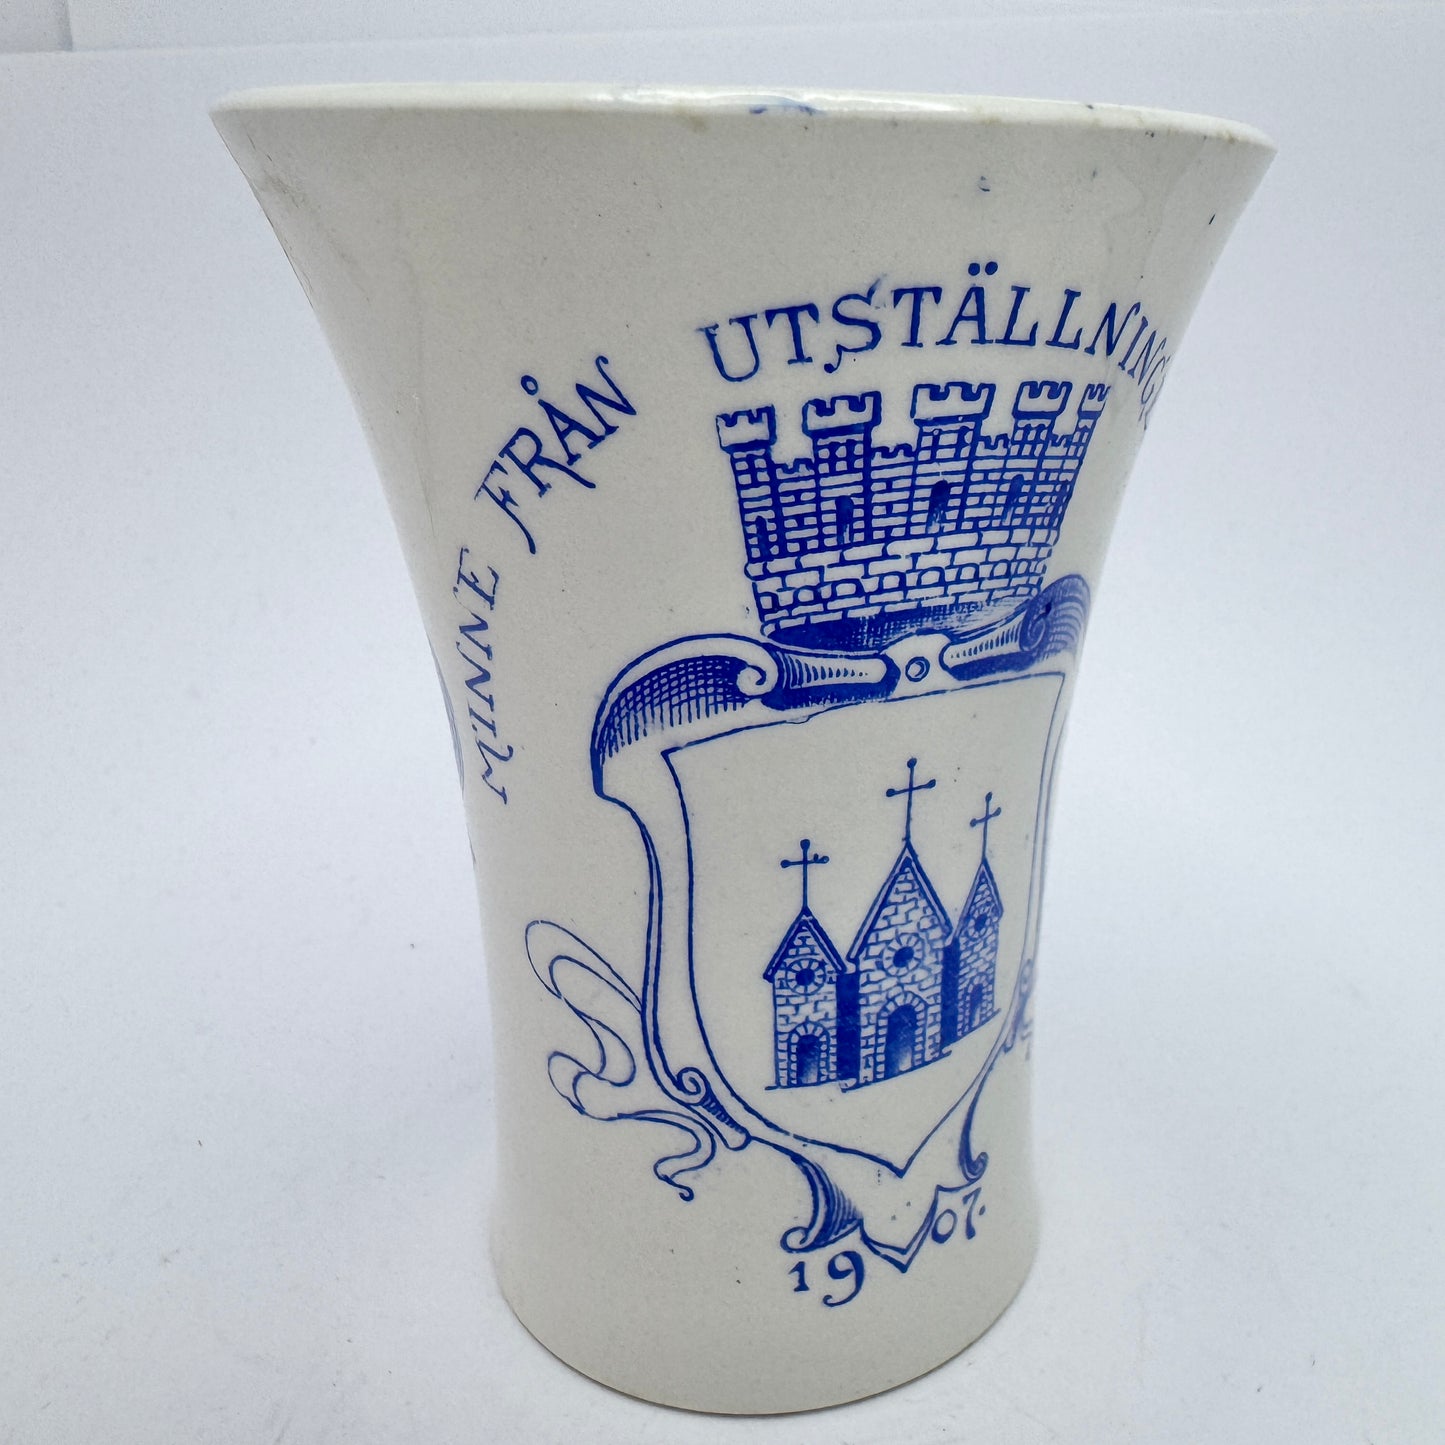 MINNE FRÅN UTSTÄLLNING
1907.